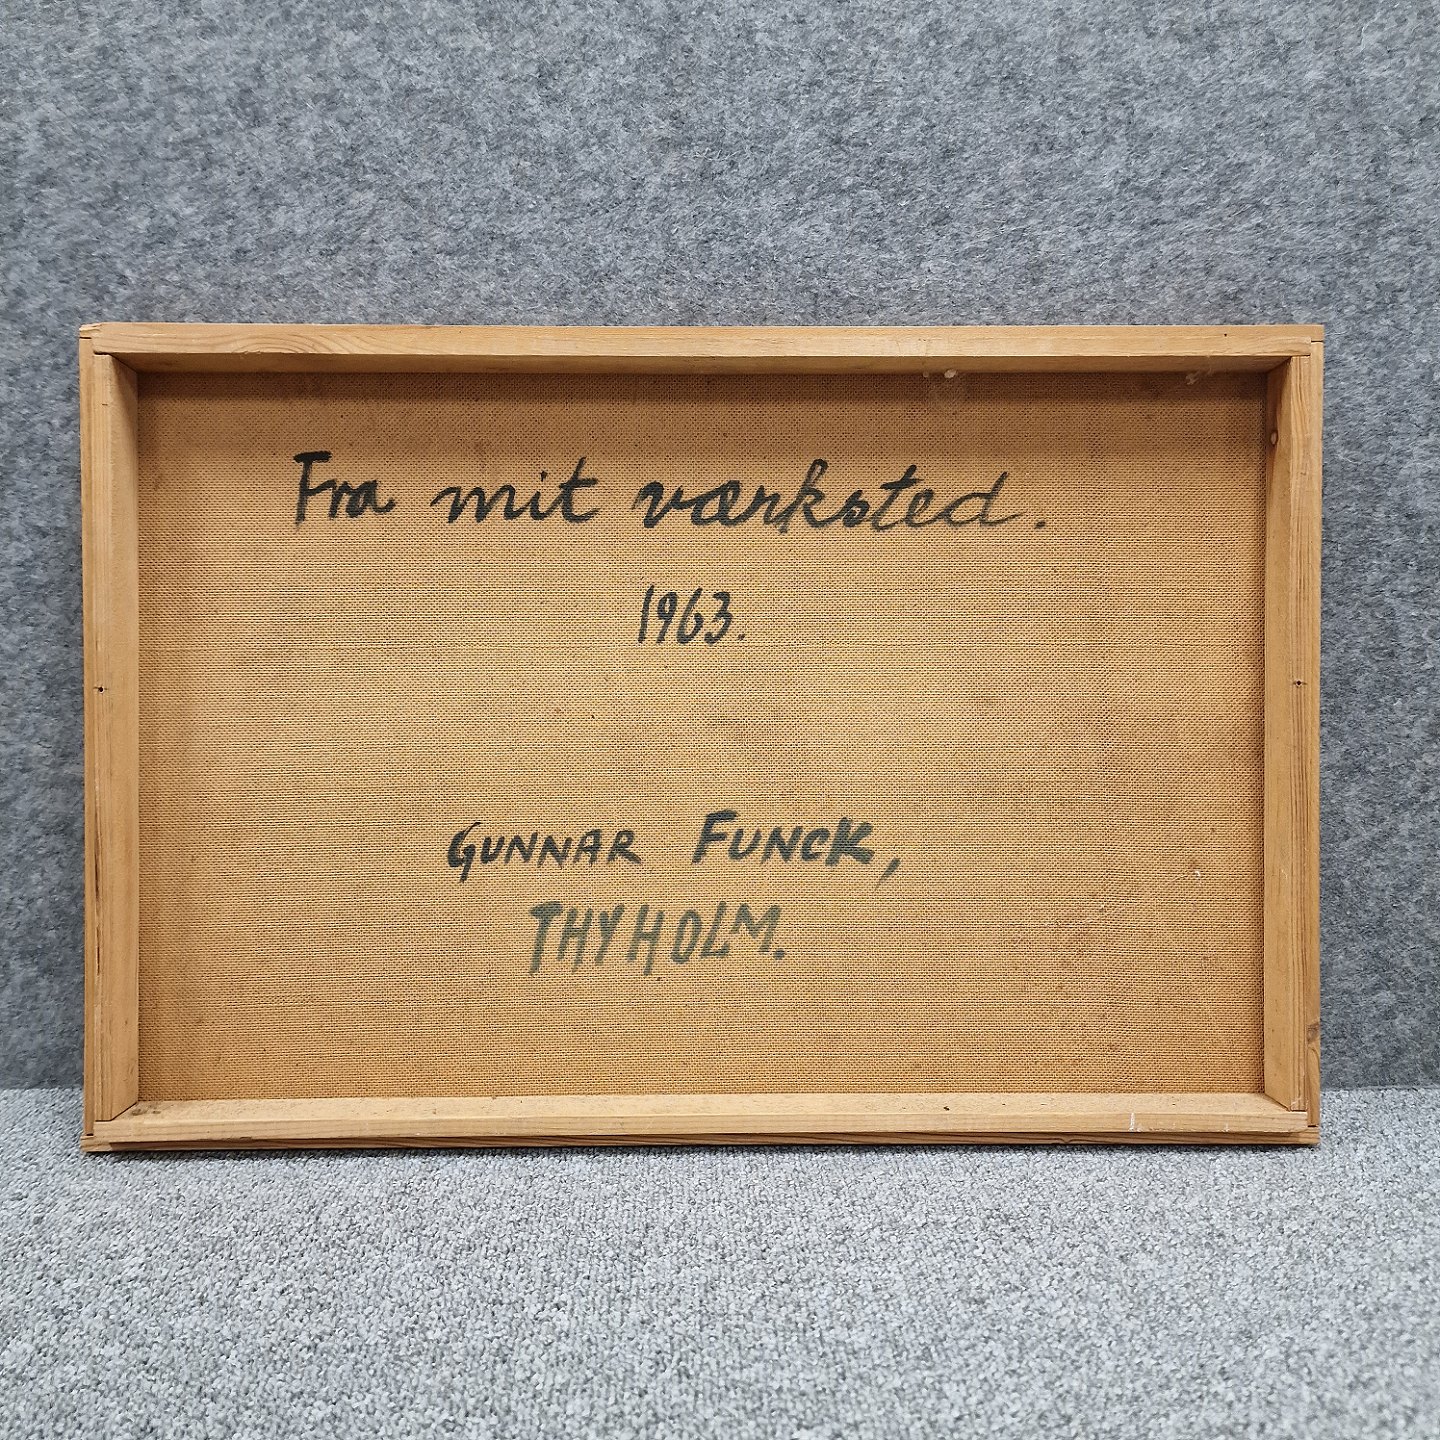 Fra mit værksted.
1963.
GUNNAR FUNCK,
THYHOLM.